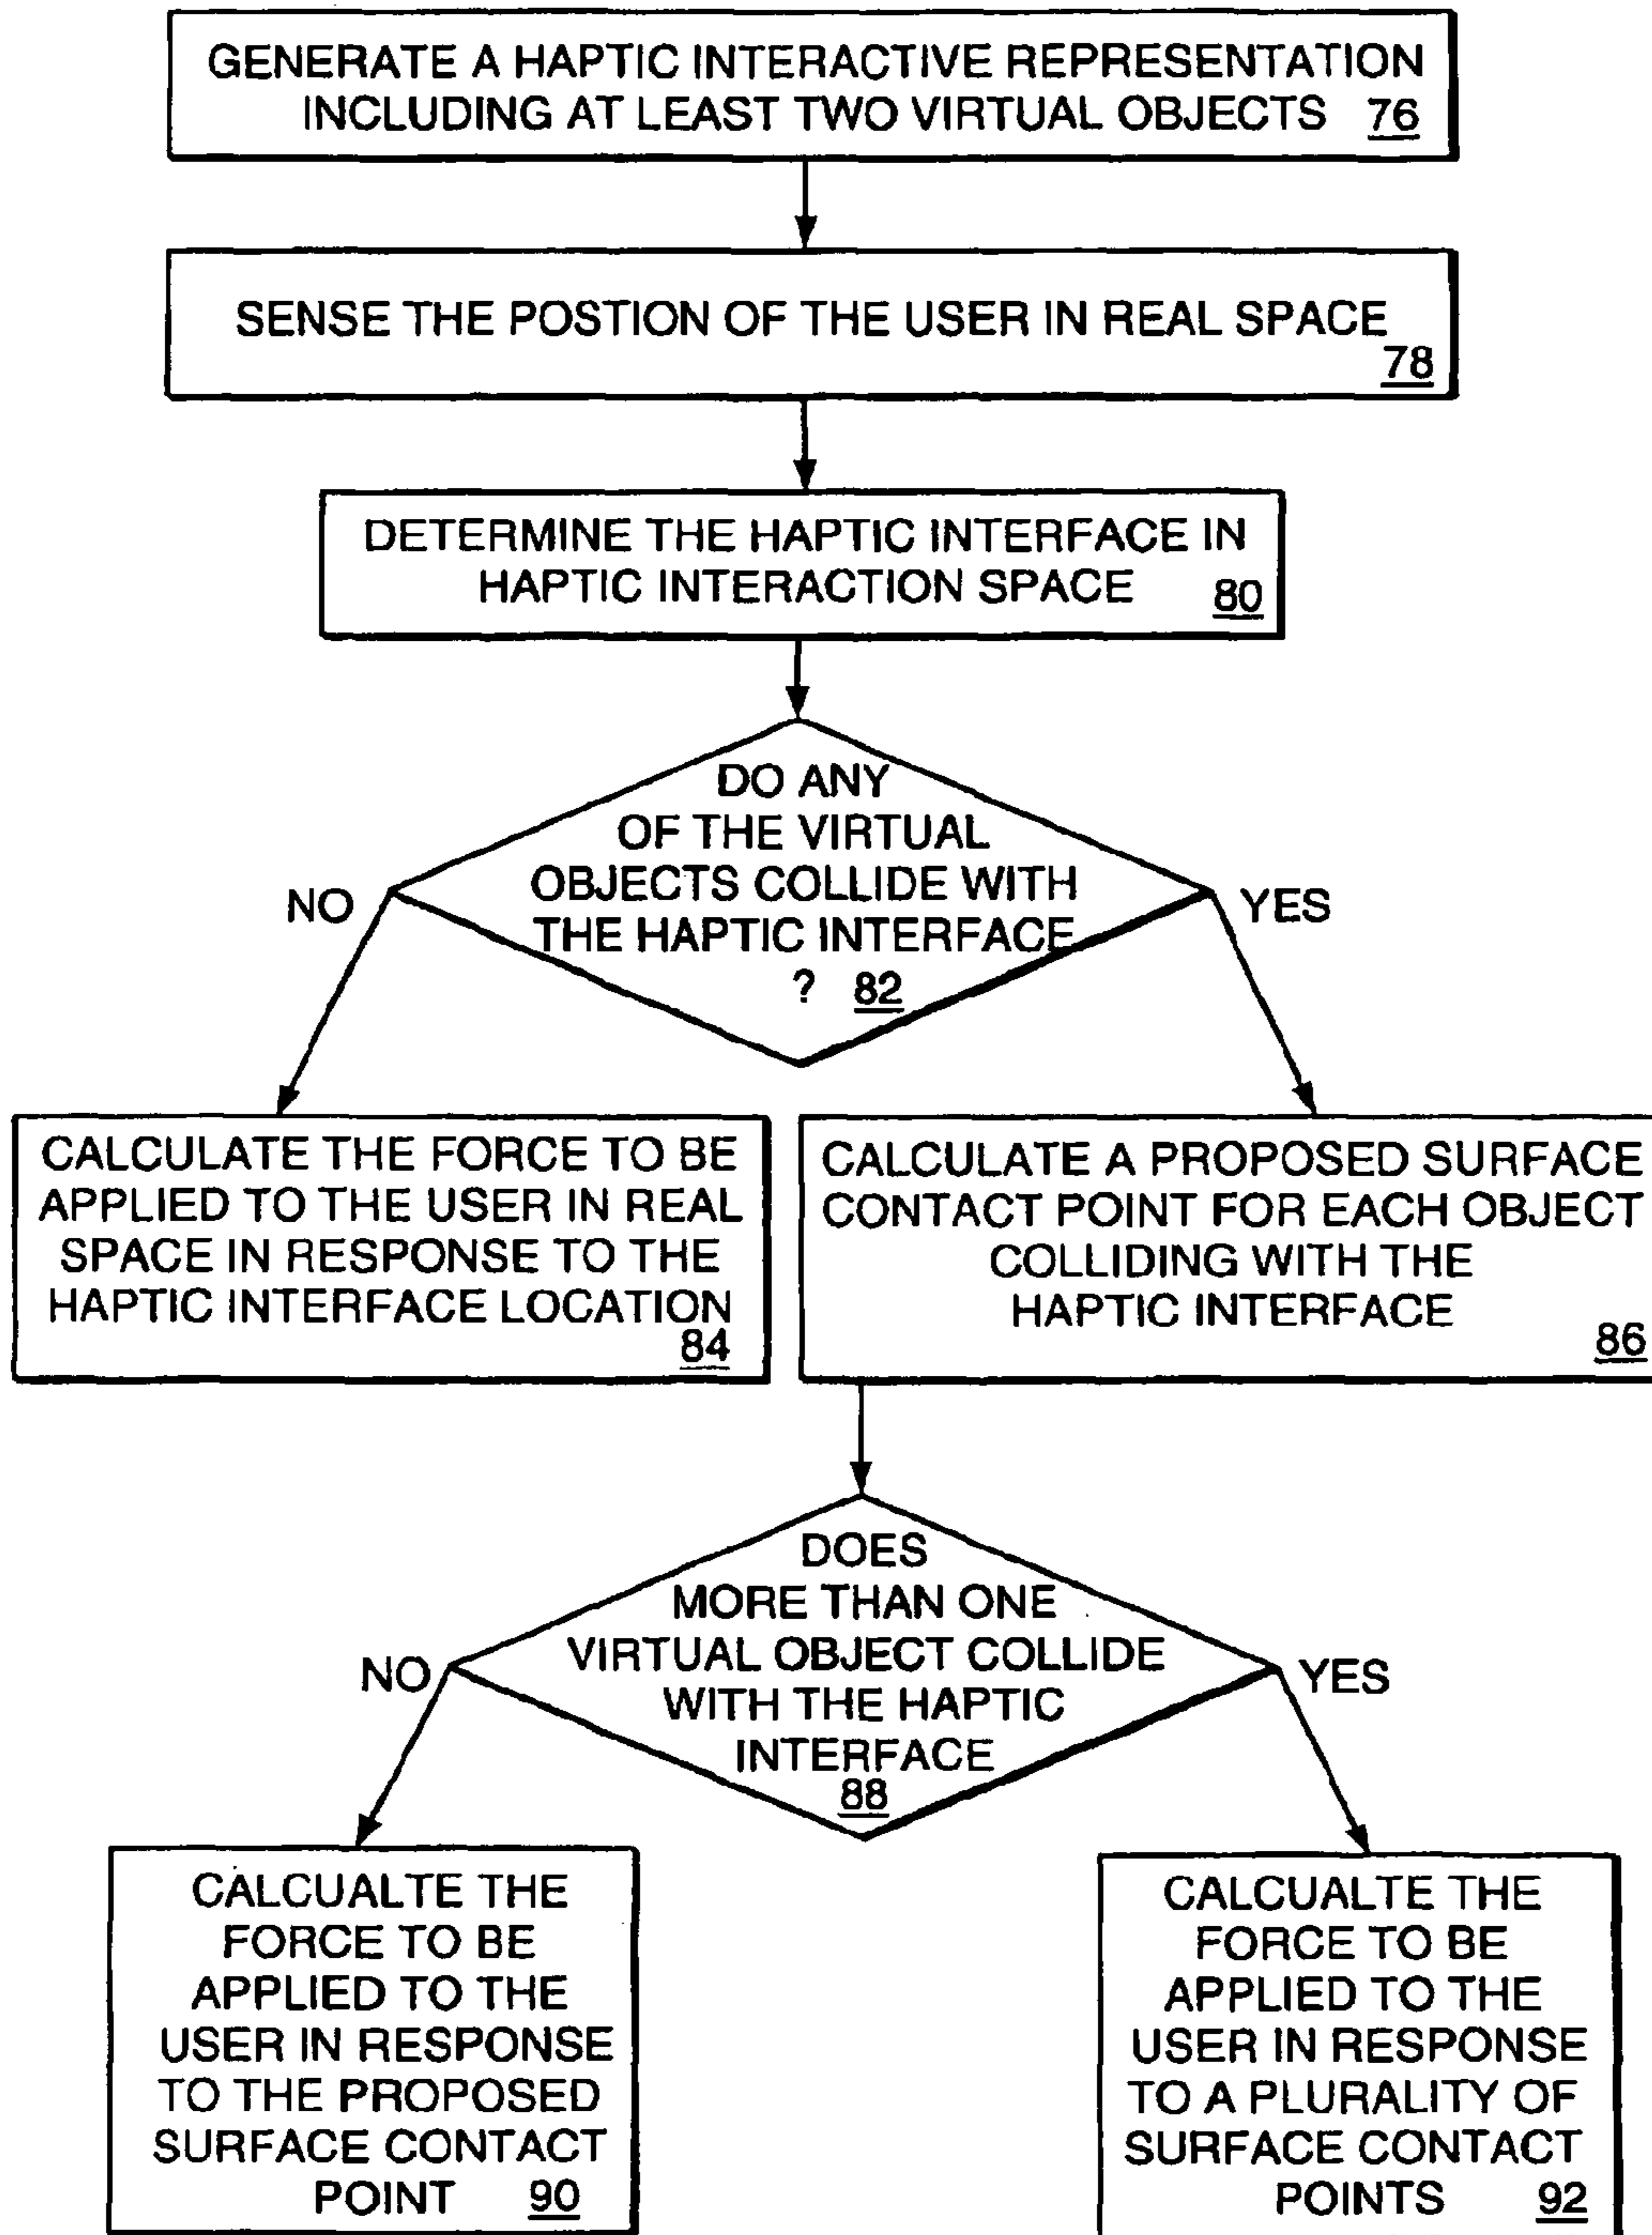 GENERATE A HAPTIC INTERACTIVE REPRESENTATION
INCLUDING AT LEAST TWO VIRTUAL OBJECTS 76
SENSE THE POSTION OF THE USER IN REAL SPACE
78
DETERMINE THE HAPTIC INTERFACE IN
HAPTIC INTERACTION SPACE 80
DO ANY
OF THE VIRTUAL
OBJECTS COLLIDE WITH
THE HAPTIC INTERFACE
? 82
NO
YES
CALCULATE THE FORCE TO BE
APPLIED TO THE USER IN REAL
SPACE IN RESPONSE TO THE
HAPTIC INTERFACE LOCATION
84
CALCULATE A PROPOSED SURFACE
CONTACT POINT FOR EACH OBJECT
COLLIDING WITH THE
HAPTIC INTERFACE
86
DOES
MORE THAN ONE
VIRTUAL OBJECT COLLIDE
WITH THE HAPTIC
INTERFACE
88
NO
YES
CALCUALTE THE
FORCE TO BE
APPLIED TO THE
USER IN RESPONSE
TO THE PROPOSED
SURFACE CONTACT
POINT 90
CALCUALTE THE
FORCE TO BE
APPLIED TO THE
USER IN RESPONSE
TO A PLURALITY OF
SURFACE CONTACT
POINTS 92